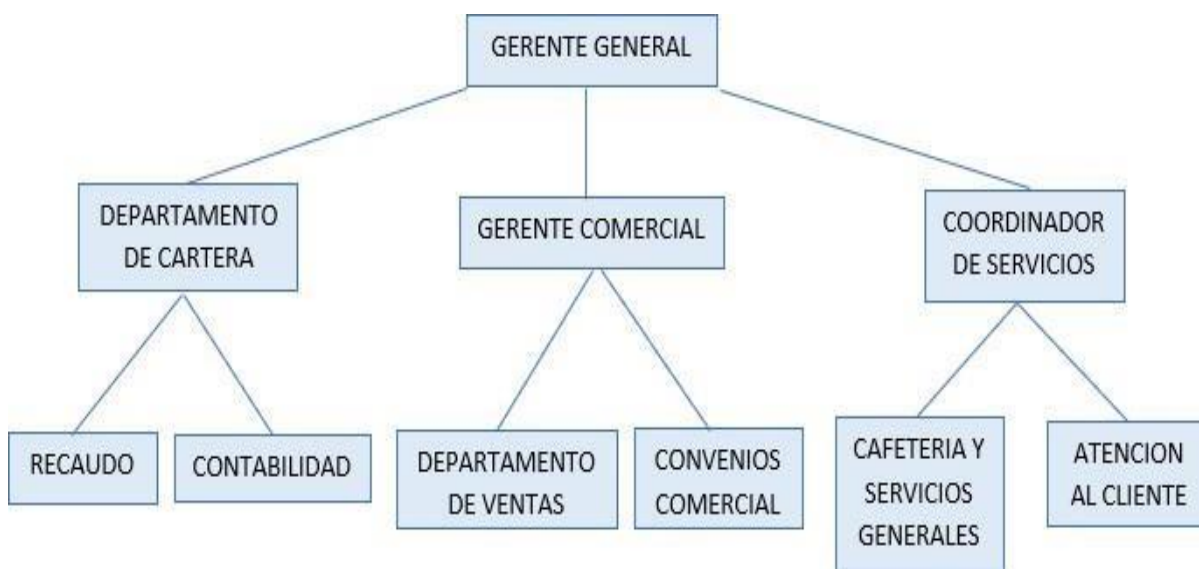 GERENTE GENERAL
DEPARTAMENTO
DE CARTERA
GERENTE COMERCIAL
COORDINADOR
DE SERVICIOS
RECAUDO
CONTABILIDAD
DEPARTAMENTO
DE VENTAS
CONVENIOS
COMERCIAL
CAFETERIA Y
SERVICIOS
GENERALES
ATENCION
AL CLIENTE